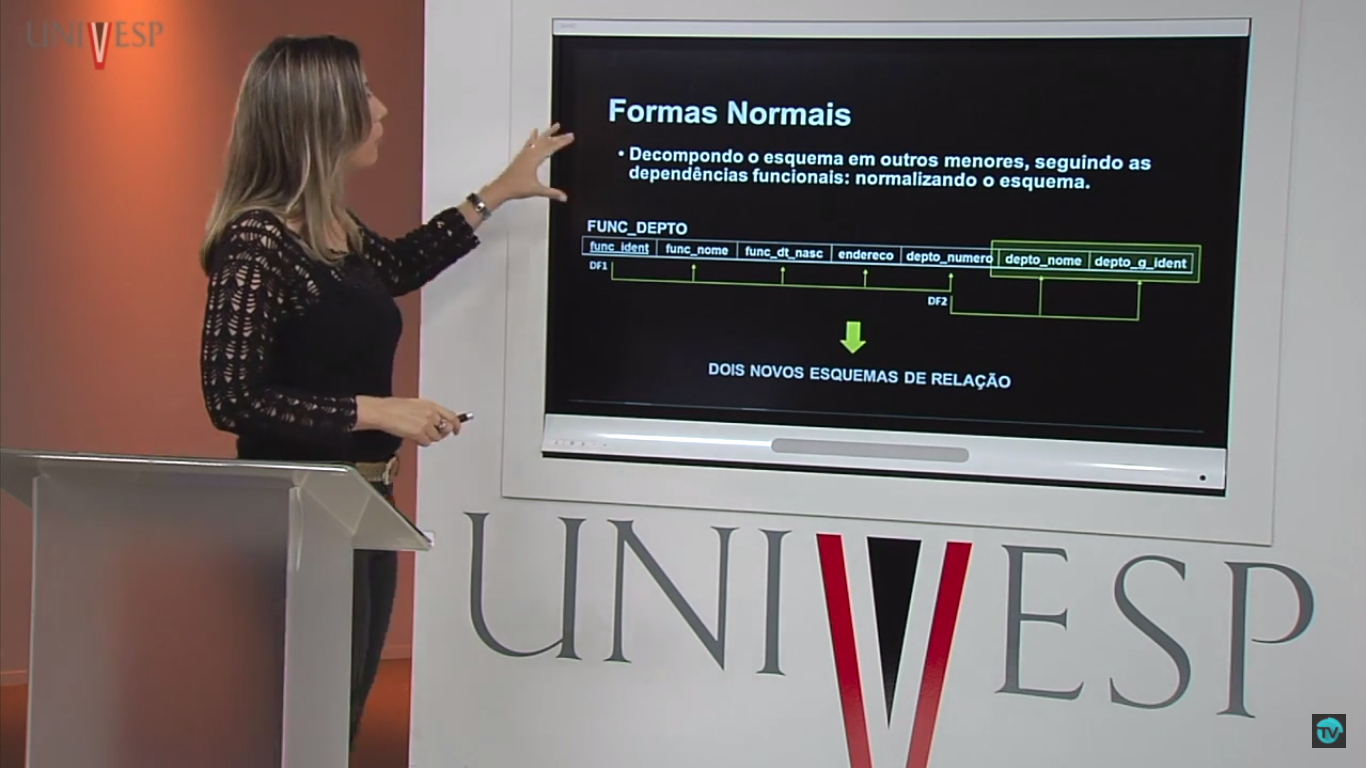 UNIVESP
Formas Normais
• Decompondo o esquema em outros menores, seguindo as
dependências funcionais: normalizando o esquema.
FUNC_DEPTO
func_ident func_nome func_dt_nasc endereco depto_numero depto_nome depto_g_ident
DF1
DF2
DOIS NOVOS ESQUEMAS DE RELAÇÃO
UNIVESP
TV